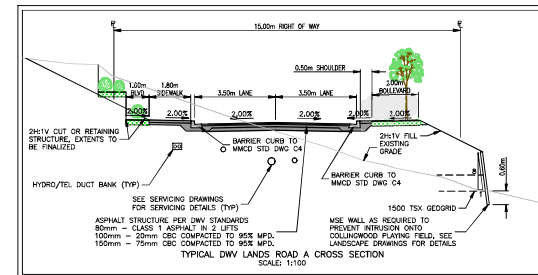 15.00m RIGHT OF WAY
0.50m SHOULDER
1.00m
BLVD
1.80m
SIDEWALK
3.50m LANE
3.50m LANE
2.00m
BOULEVARD
2.00%
2.00%
2.00%
2.00%
2.00%
1.00%
2H:1V CUT OR RETAINING
STRUCTURE, EXTENTS TO
BE FINALIZED
BARRIER CURB TO
MMCD STD DWG C4
2H:1V FILL
EXISTING
GRADE
HYDRO/TEL DUCT BANK (TYP)
BARRIER CURB TO
MMCD STD DWG C4
0.60m
SEE SERVICING DRAWINGS
FOR SERVICING DETAILS (TYP)
1500 TSX GEOGRID
ASPHALT STRUCTURE PER DWV STANDARDS
80mm - CLASS 1 ASPHALT IN 2 LIFTS
100mm - 20mm CBC COMPACTED TO 95% MPD.
150mm - 75mm CBC COMPACTED TO 95% MPD.
MSE WALL AS REQUIRED TO
PREVENT INTRUSION ONTO
COLLINGWOOD PLAYING FIELD, SEE
LANDSCAPE DRAWINGS FOR DETAILS
TYPICAL DWV LANDS ROAD A CROSS SECTION
SCALE: 1:100